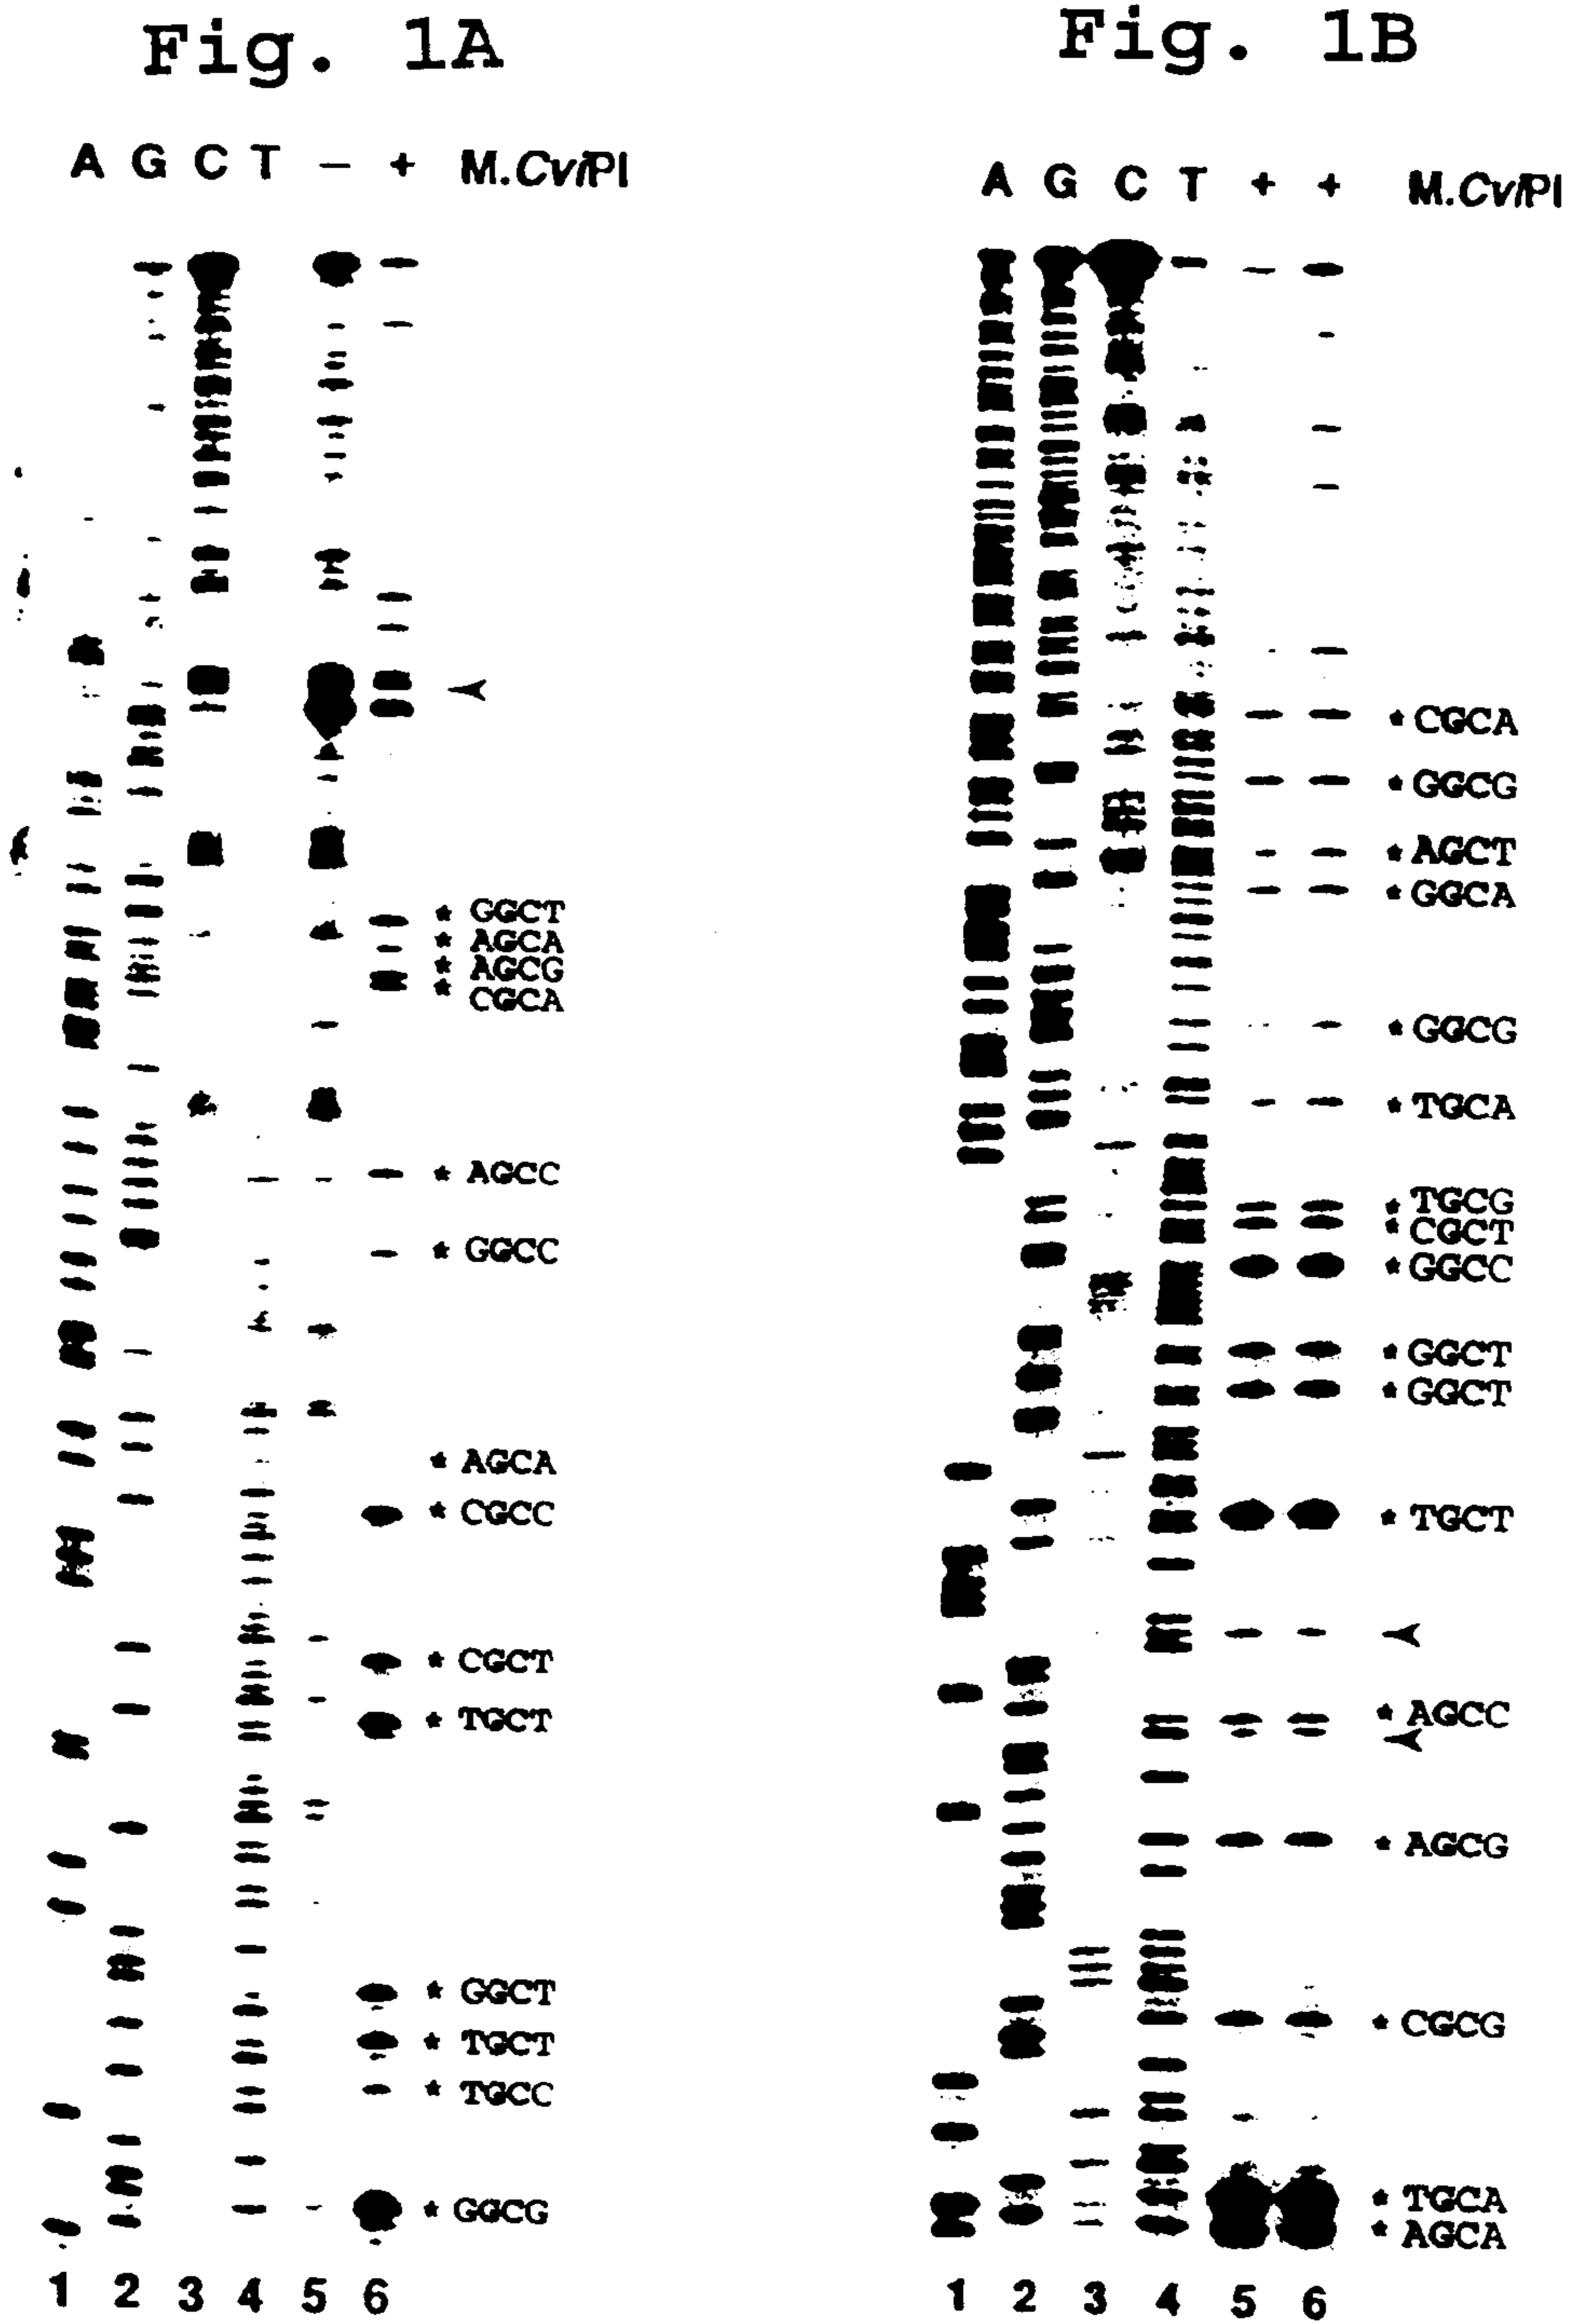 Fig. 1A
A G C T − + M.CviPI
* GGCT
* AGCA
* AGCG
* CGCA
* AGCC
* GGCC
* AGCA
* CGCC
* CGCT
* TGCT
* GGCT
* TGCT
* TGCC
* GGCG
1 2 3 4 5 6
Fig. 1B
A G C T + + M.CviPI
* CGCA
* GGCG
* AGCT
* GGCA
* GGCG
* TGCA
* TGCG
* CGCT
* GGCC
* GGCT
* GGCT
* TGCT
* AGCC
* AGCG
* CGCG
* TGCA
* AGCA
1 2 3 4 5 6